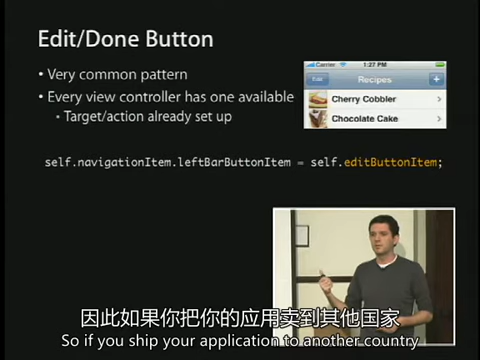 Edit/Done Button
• Very common pattern
• Every view controller has one available
• Target/action already set up
Carrier 1:27 PM
Edit Recipes +
Cherry Cobbler
Chocolate Cake
self.navigationItem.leftBarButtonItem = self.editButtonItem;
因此如果你把你的应用卖到其他国家
So if you ship your application to another country